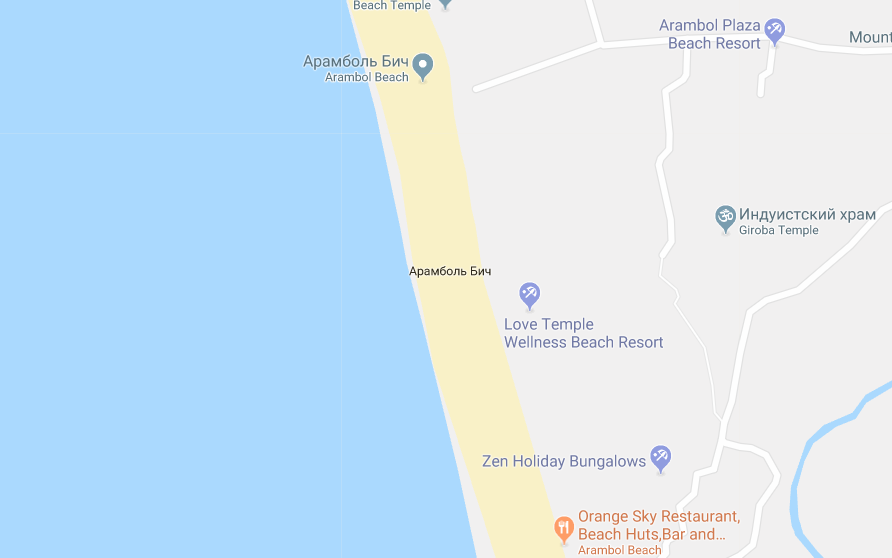 Beach Temple
Arambol Plaza
Beach Resort
Mount
Арамболь Бич
Arambol Beach
Индуистский храм
Giroba Temple
Арамболь Бич
Love Temple
Wellness Beach Resort
Zen Holiday Bungalows
Orange Sky Restaurant,
Beach Huts,Bar and…
Arambol Beach